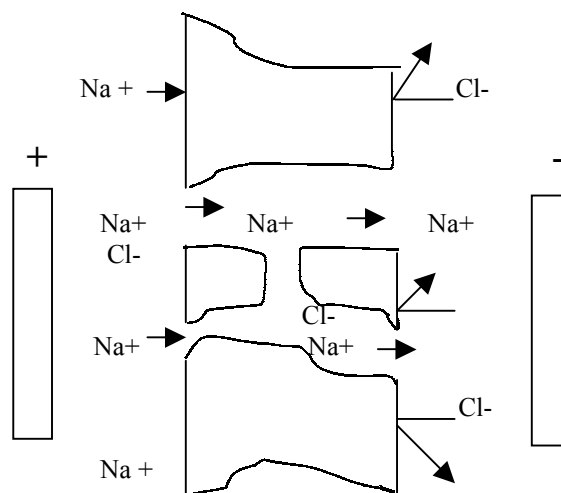 Na +
Cl-
+
-
Na+ Na+ Na+
Cl-
Cl-
Na+ Na+
Cl-
Na +